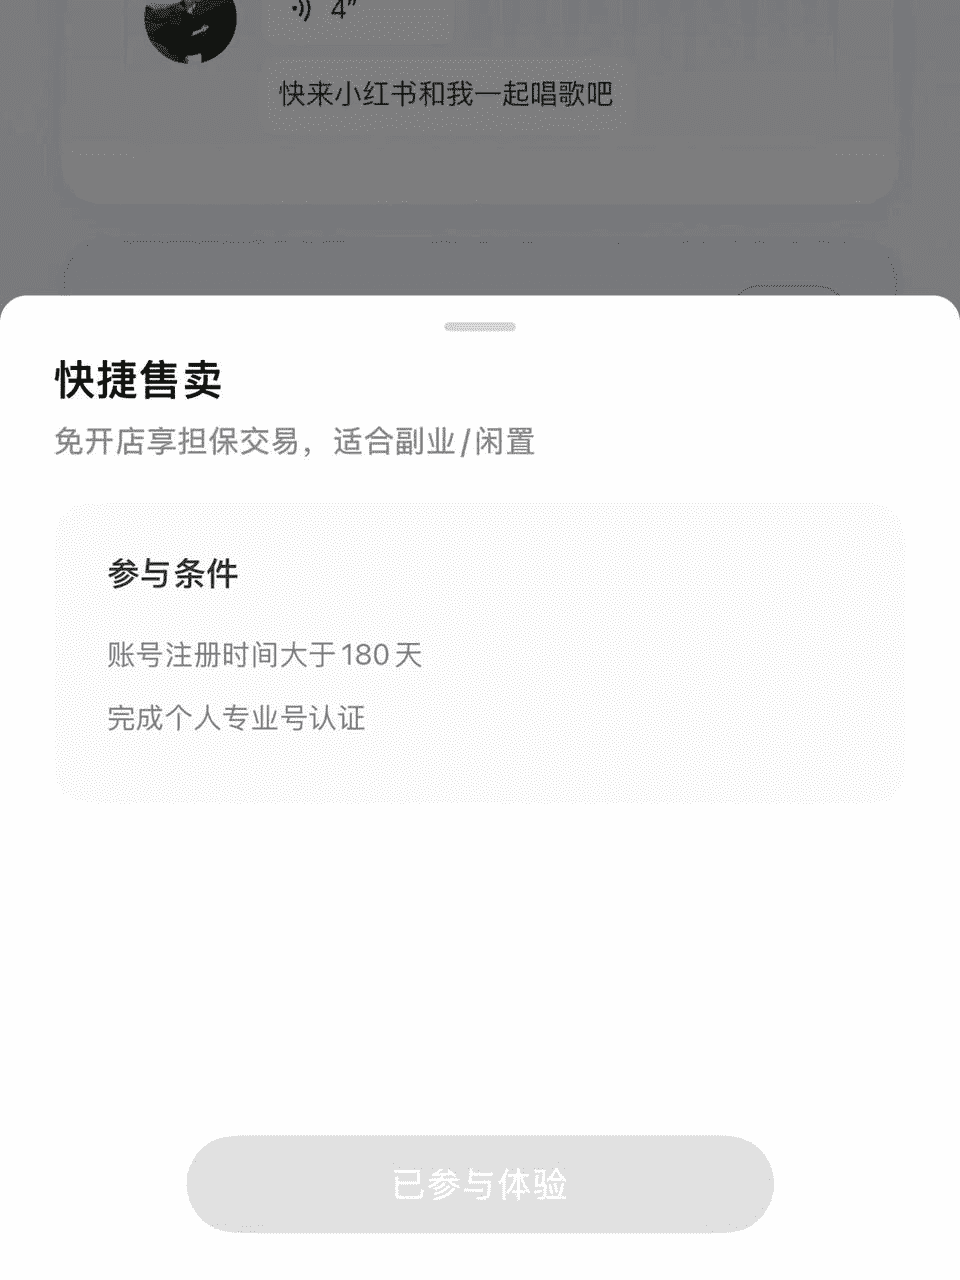 4"
快来小红书和我一起唱歌吧
快捷售卖
免开店享担保交易，适合副业/闲置
参与条件
账号注册时间大于180天
完成个人专业号认证
已参与体验